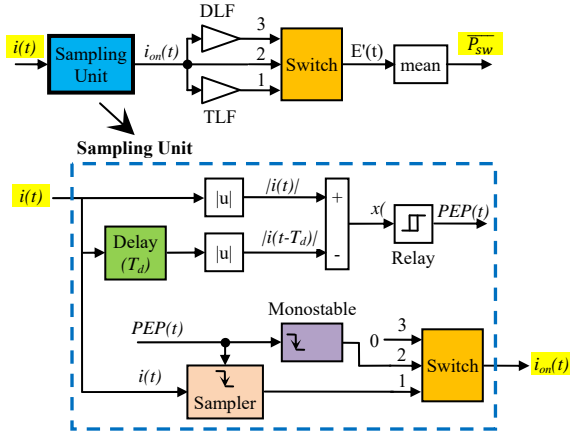 DLF
i(t)
Sampling
Unit
i_on(t)
3
2
1
Switch
E'(t)
mean
P_sw
TLF
Sampling Unit
i(t)
|u|
|i(t)|
+
x(
PEP(t)
Delay
(T_d)
|u|
|i(t-T_d)|
-
Relay
Monostable
PEP(t)
0
3
2
1
Switch
i_on(t)
i(t)
Sampler